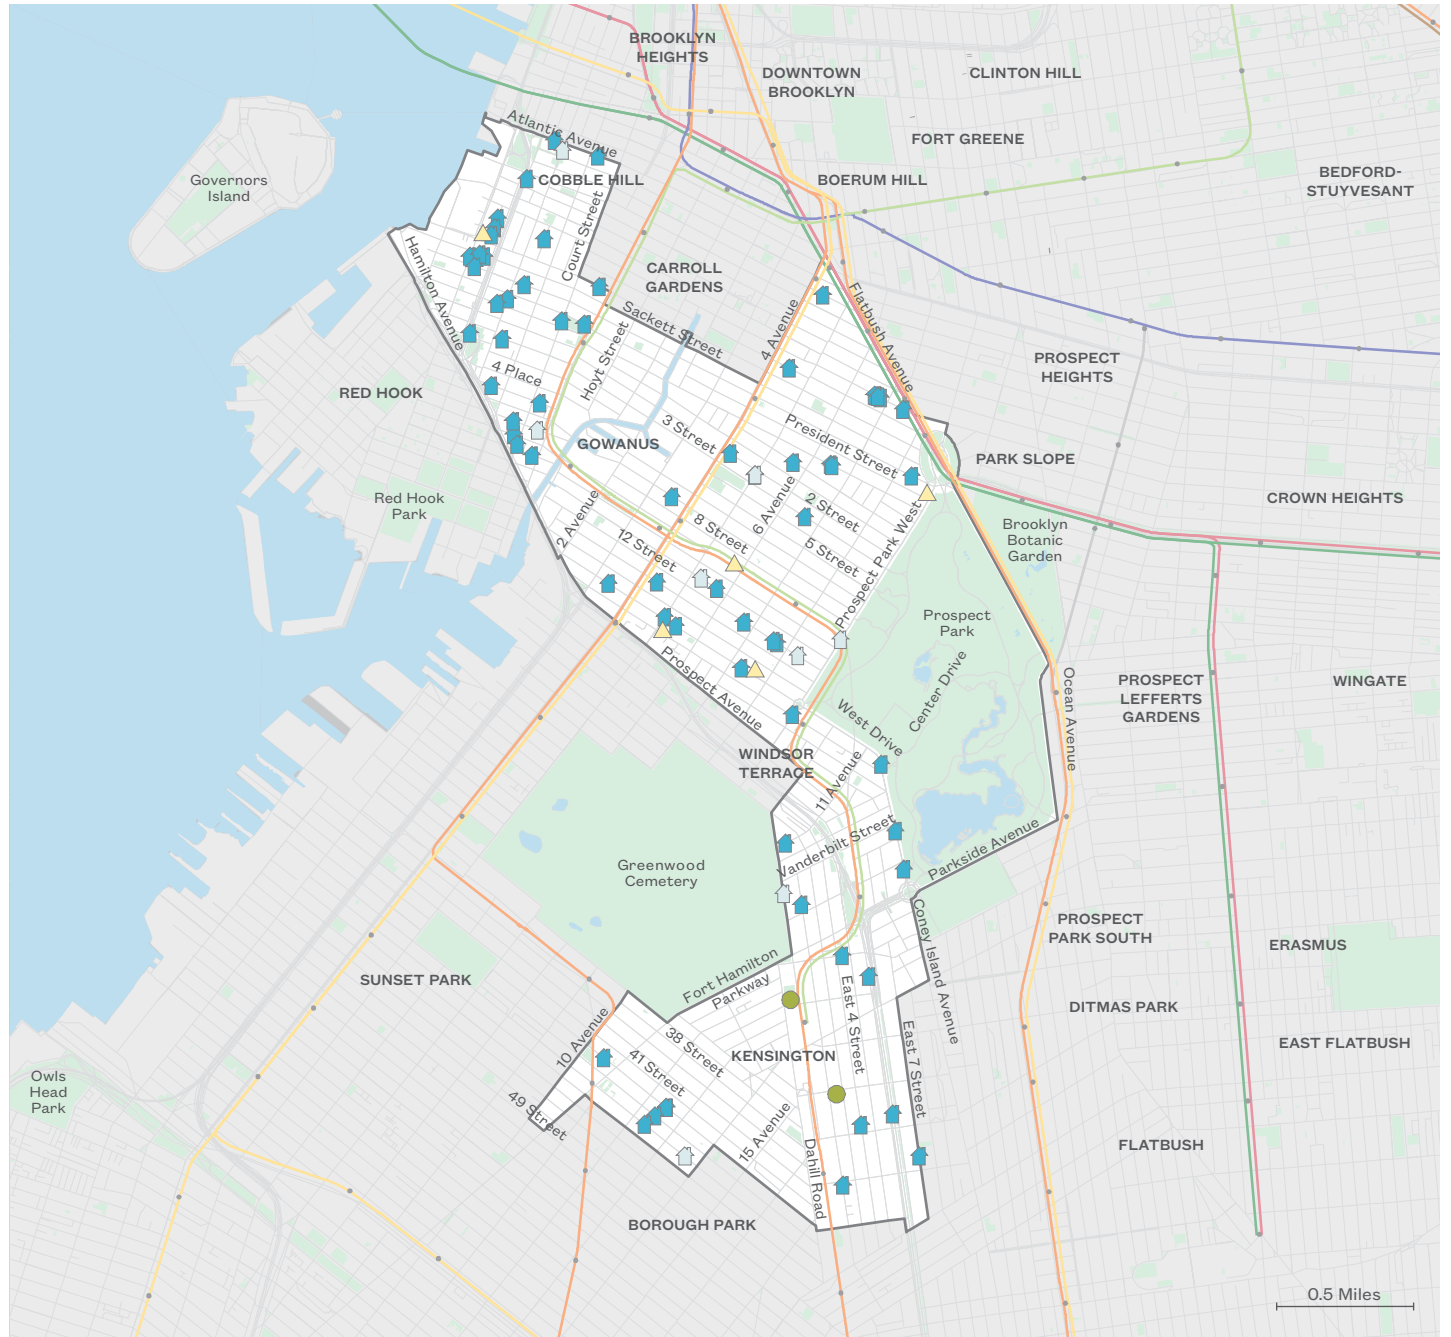 BROOKLYN
HEIGHTS
DOWNTOWN
BROOKLYN
CLINTON HILL
FORT GREENE
Atlantic Avenue
COBBLE HILL
BOERUM HILL
BEDFORD-
STUYVESANT
Governors
Island
Court Street
Hamilton Avenue
CARROLL
GARDENS
Sackett Street
4 Avenue
Flatbush Avenue
Hoyt Street
4 Place
PROSPECT
HEIGHTS
RED HOOK
GOWANUS
3 Street
President Street
PARK SLOPE
CROWN HEIGHTS
Red Hook
Park
2 Avenue
6 Avenue
2 Street
5 Street
8 Street
12 Street
Prospect Park West
Brooklyn
Botanic
Garden
Prospect
Park
Prospect Avenue
Center Drive
West Drive
Ocean Avenue
PROSPECT
LEFFERTS
GARDENS
WINGATE
WINDSOR
TERRACE
11 Avenue
Vanderbilt Street
Parkside Avenue
Greenwood
Cemetery
Coney Island Avenue
PROSPECT
PARK SOUTH
ERASMUS
SUNSET PARK
Fort Hamilton
Parkway
East 4 Street
DITMAS PARK
10 Avenue
38 Street
41 Street
KENSINGTON
East 7 Street
EAST FLATBUSH
Owls
Head
Park
49 Street
15 Avenue
Dahill Road
FLATBUSH
BOROUGH PARK
0.5 Miles